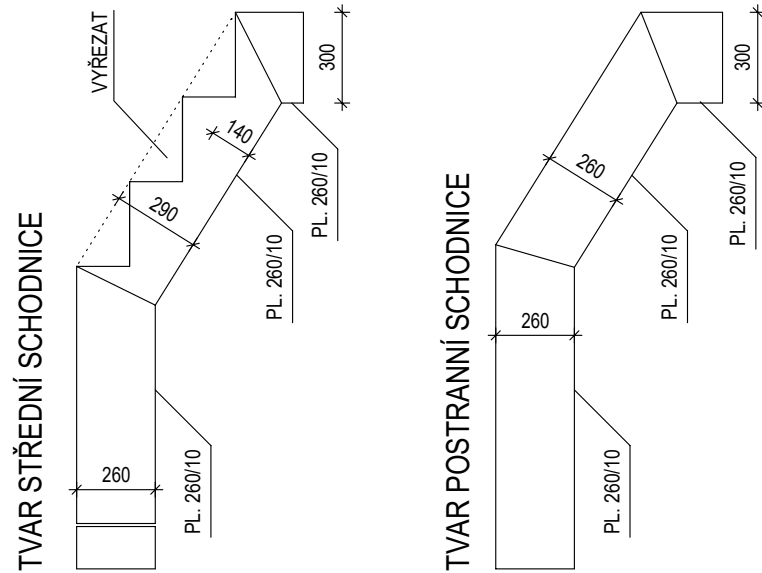 TVAR STŘEDNÍ SCHODNICE
VYŘEZAT
290
140
300
260
PL. 260/10
PL. 260/10
PL. 260/10
TVAR POSTRANNÍ SCHODNICE
260
260
300
PL. 260/10
PL. 260/10
PL. 260/10